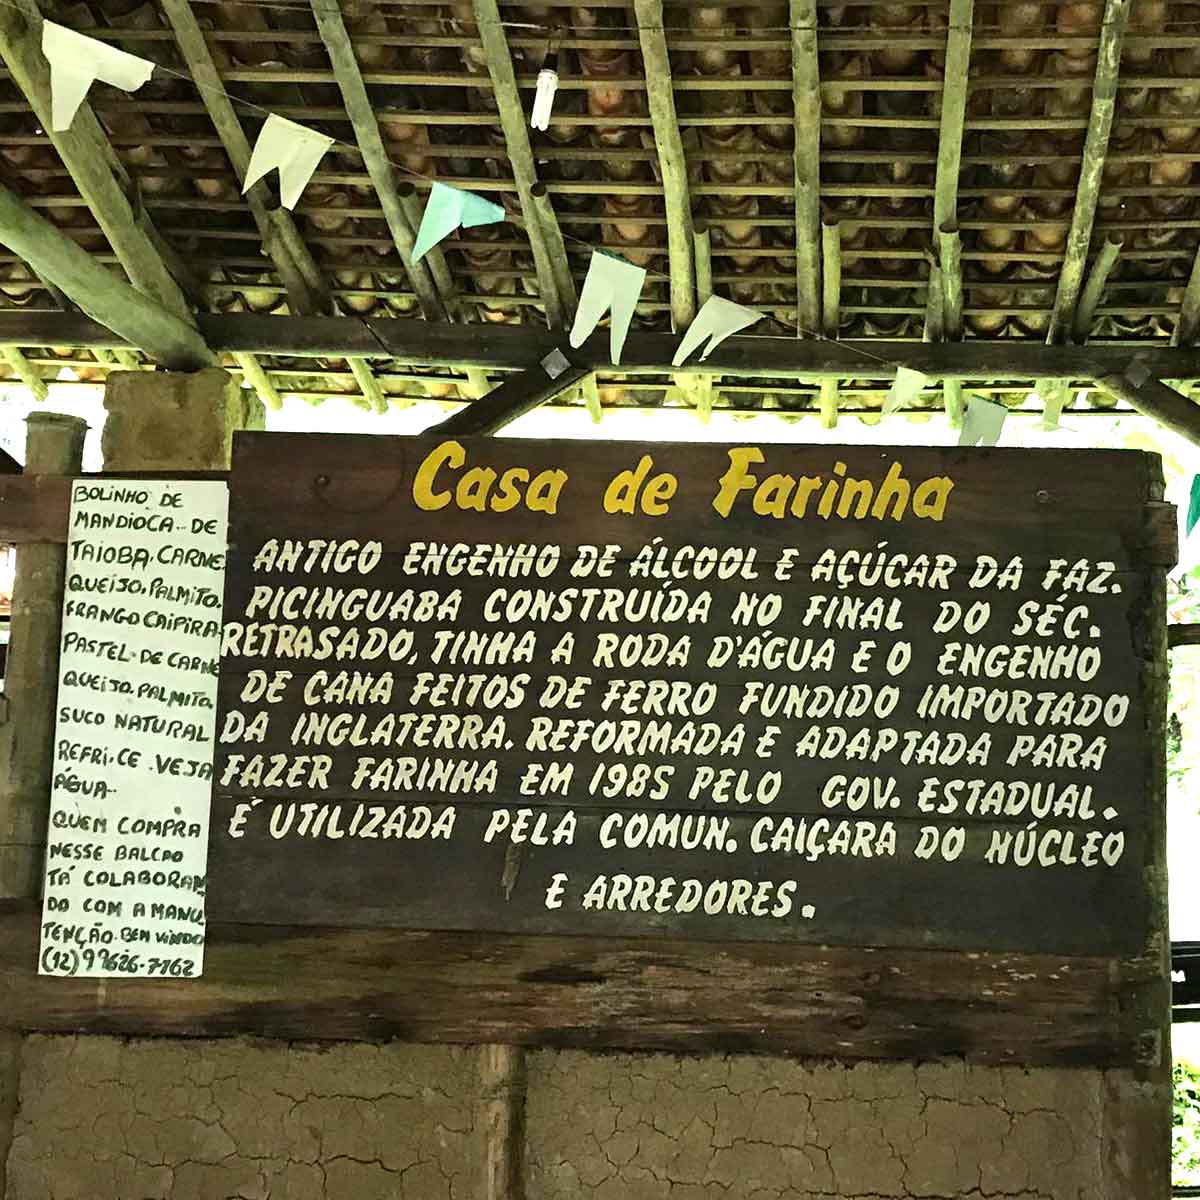 Casa de Farinha
ANTIGO ENGENHO DE ÁLCOOL E AÇÚCAR DA FAZ.
PICINGUABA CONSTRUÍDA NO FINAL DO SÉC.
RETRASADO, TINHA A RODA D'ÁGUA E O ENGENHO
DE CANA FEITOS DE FERRO FUNDIDO IMPORTADO
DA INGLATERRA. REFORMADA E ADAPTADA PARA
FAZER FARINHA EM 1985 PELO GOV. ESTADUAL.
É UTILIZADA PELA COMUN. CAIÇARA DO NÚCLEO
E ARREDORES.
BOLINHO DE
MANDIOCA-DE
TAIOBA, CARNE
QUEIJO, PALMITO.
FRANGO CAIPIRA
PASTEL-DE CARNE
QUEIJO, PALMITO
SUCO NATURAL
REFRI. CE. VEJA
ÁGUA-
QUEM COMPRA
NESSE BALCÃO
TÁ COLABORAN
DO COM A MANU
TENÇÃO. BEM VINDO
(12) 99626-7162